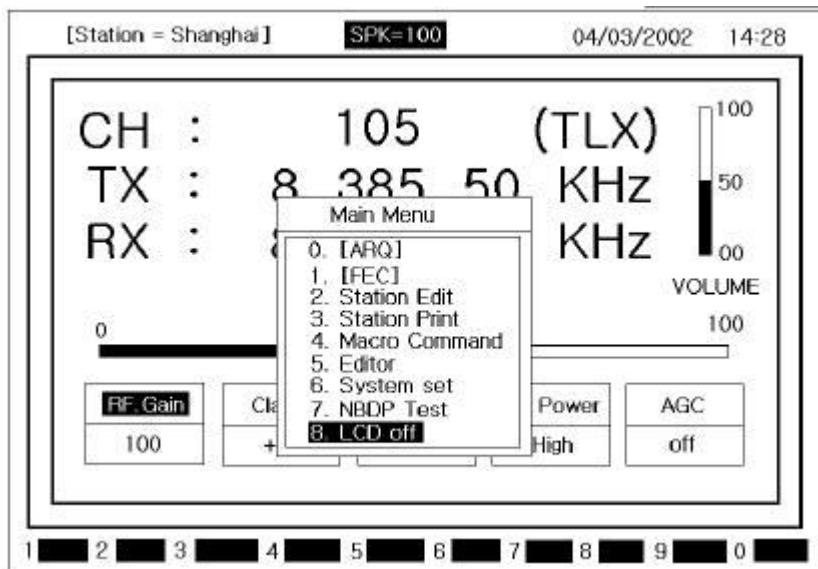 [Station = Shanghai] SPK=100 04/03/2002 14:28
CH : 105 (TLX)
TX : 8 385 50 KHz
RX : KHz
100
50
00
VOLUME
0 100
Main Menu
0. [ARQ]
1. [FEC]
2. Station Edit
3. Station Print
4. Macro Command
5. Editor
6. System set
7. NBDP Test
8. LCD off
RF. Gain
100
+
Power
High
AGC
off
1 2 3 4 5 6 7 8 9 0